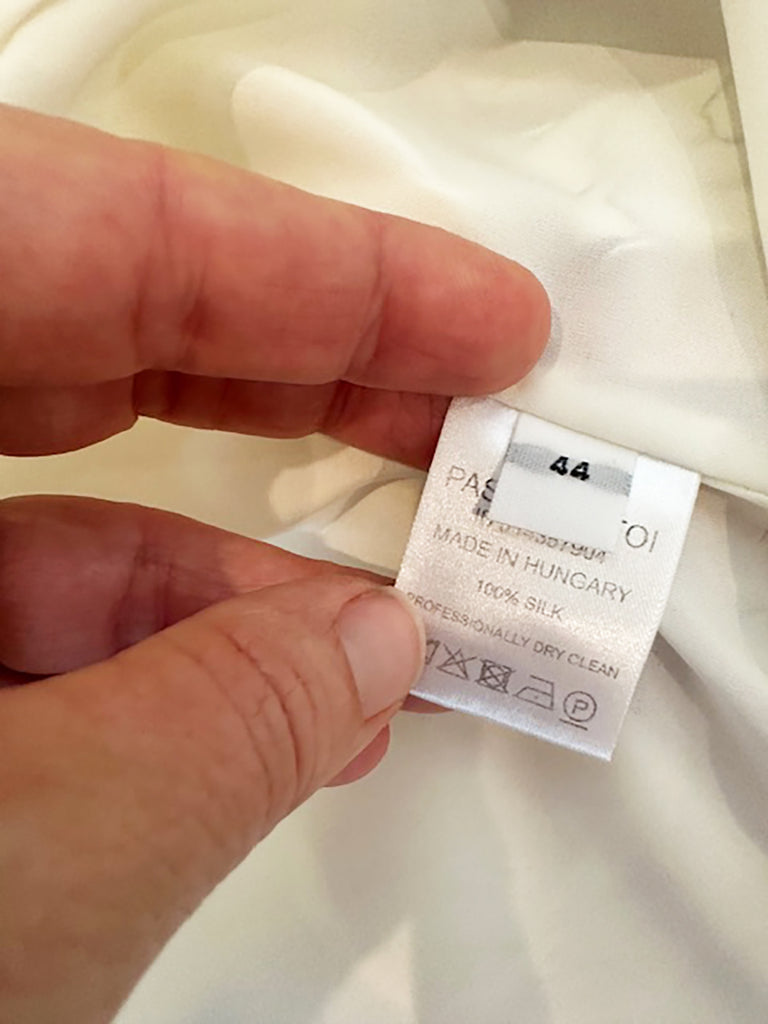 44
MADE IN HUNGARY
100% SILK
PROFESSIONALLY DRY CLEAN
P